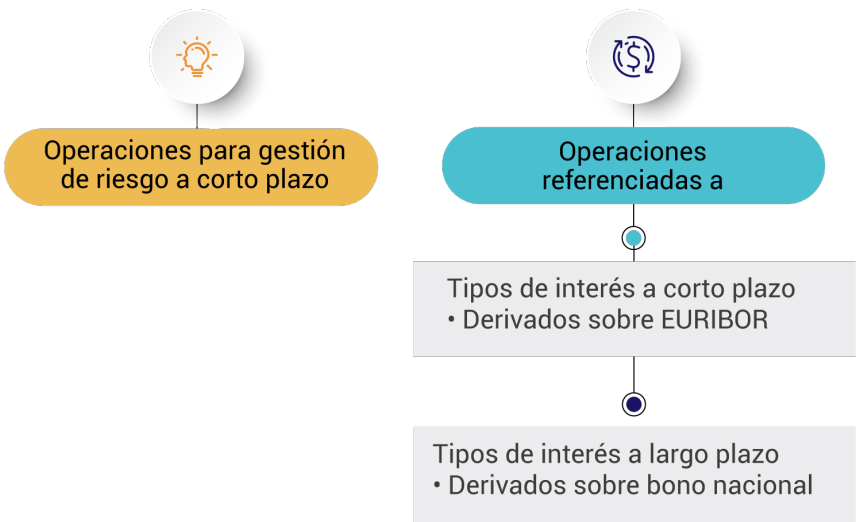 Operaciones para gestión
de riesgo a corto plazo
Operaciones
referenciadas a
Tipos de interés a corto plazo
• Derivados sobre EURIBOR
Tipos de interés a largo plazo
• Derivados sobre bono nacional